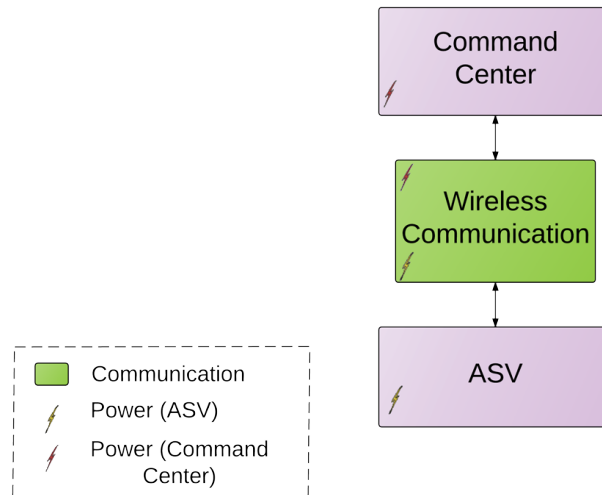 Command
Center
Wireless
Communication
ASV
Communication
Power (ASV)
Power (Command
Center)